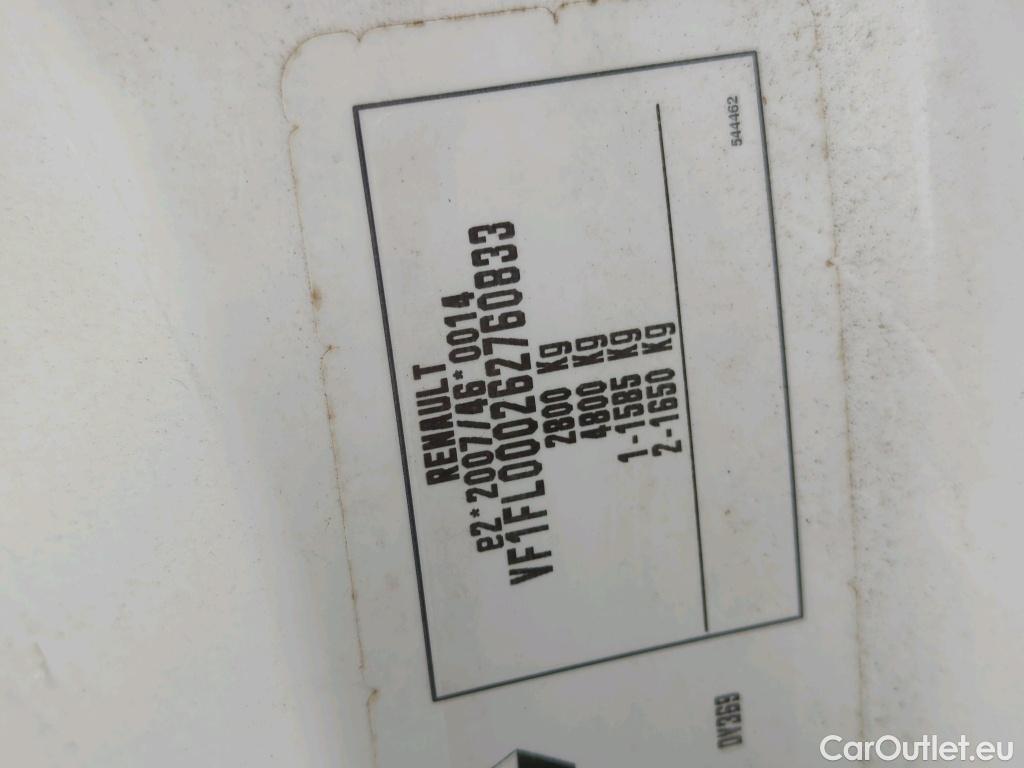 RENAULT
e2*2007/46*0014
VF1FL000262760833
2800 Kg
4800 Kg
1-1585 Kg
2-1650 Kg
544462
DV369
CarOutlet.eu